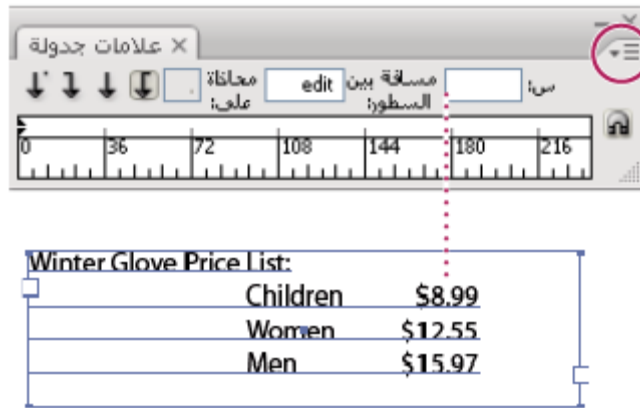 علامات جدولة
س: مسافة بين السطور: edit محاذاة على: .
0 36 72 108 144 180 216
Winter Glove Price List:
Children $8.99
Women $12.55
Men $15.97